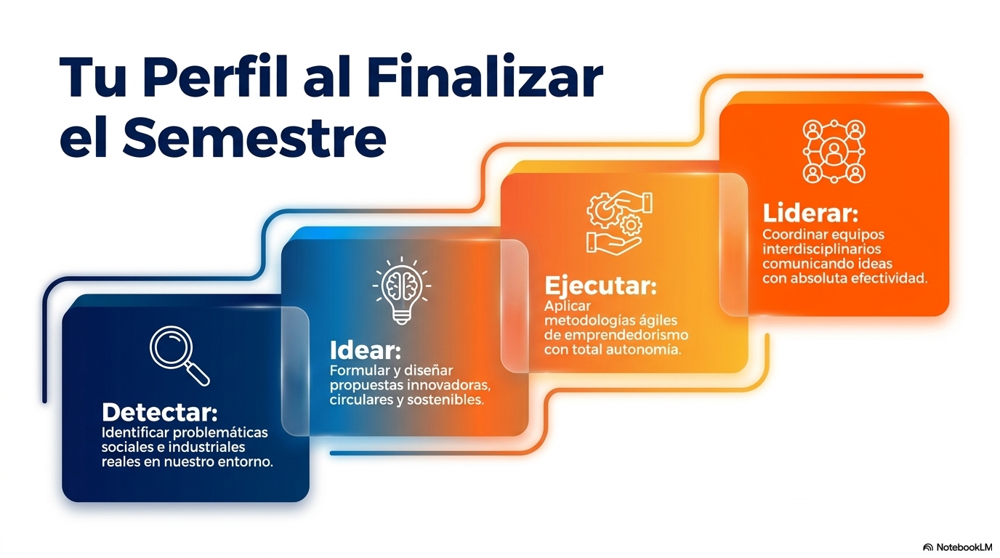 Tu Perfil al Finalizar
el Semestre
Detectar:
Identificar problemáticas
sociales e industriales
reales en nuestro entorno.
Idear:
Formular y diseñar
propuestas innovadoras,
circulares y sostenibles.
Ejecutar:
Aplicar
metodologías ágiles
de emprendedorismo
con total autonomía.
Liderar:
Coordinar equipos
interdisciplinarios
comunicando ideas
con absoluta efectividad.
NotebookLM